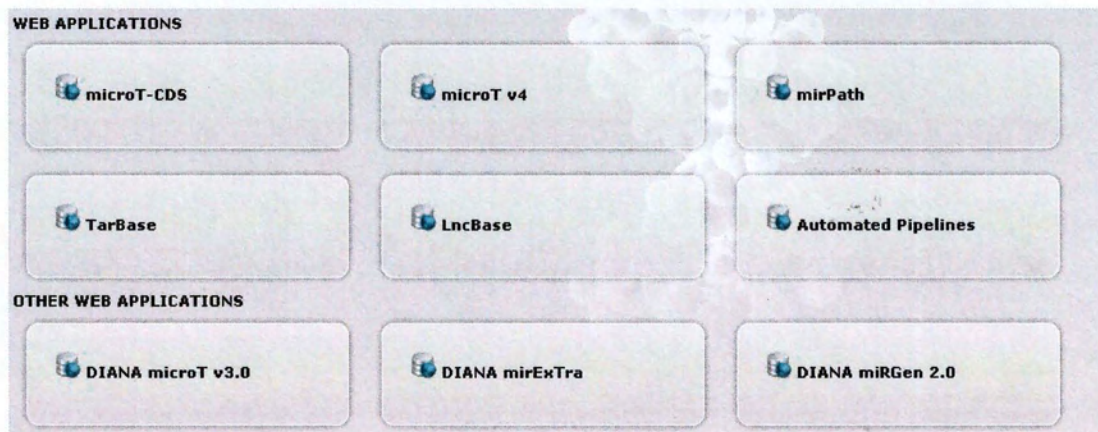 WEB APPLICATIONS
microT-CDS
microT v4
mirPath
TarBase
LncBase
Automated Pipelines
OTHER WEB APPLICATIONS
DIANA microT v3.0
DIANA mirExTra
DIANA miRGen 2.0